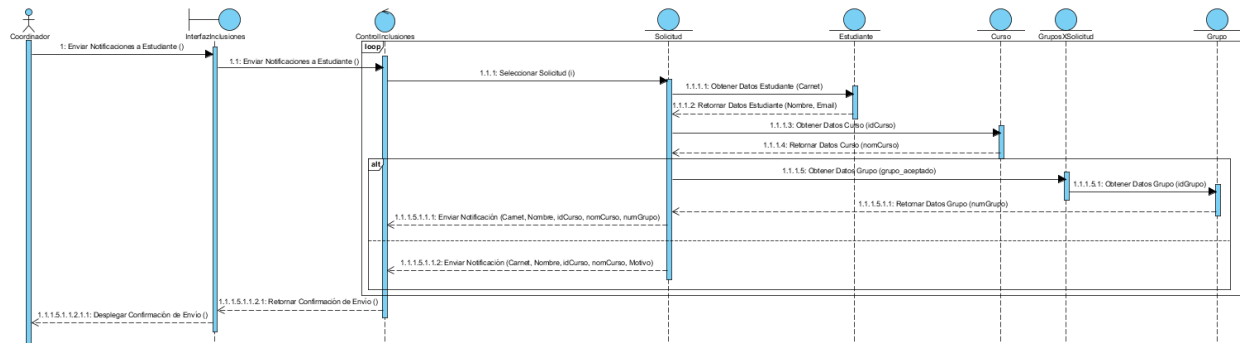 Coordinador
InterfazInclusiones
ControlInclusiones
Solicitud
Estudiante
Curso
GruposXSolicitud
Grupo
loop
1: Enviar Notificaciones a Estudiante ()
1.1: Enviar Notificaciones a Estudiante ()
1.1.1: Seleccionar Solicitud (i)
1.1.1.1: Obtener Datos Estudiante (Carnet)
1.1.1.2: Retornar Datos Estudiante (Nombre, Email)
1.1.1.3: Obtener Datos Curso (idCurso)
1.1.1.4: Retornar Datos Curso (nomCurso)
alt
1.1.1.5: Obtener Datos Grupo (grupo_aceptado)
1.1.1.5.1: Obtener Datos Grupo (idGrupo)
1.1.1.5.1.1: Retornar Datos Grupo (numGrupo)
1.1.1.5.1.1.1: Enviar Notificación (Carnet, Nombre, idCurso, nomCurso, numGrupo)
1.1.1.5.1.1.2: Enviar Notificación (Carnet, Nombre, idCurso, nomCurso, Motivo)
1.1.1.5.1.1.2.1: Retornar Confirmación de Envío ()
1.1.1.5.1.1.2.1.1: Desplegar Confirmación de Envío ()